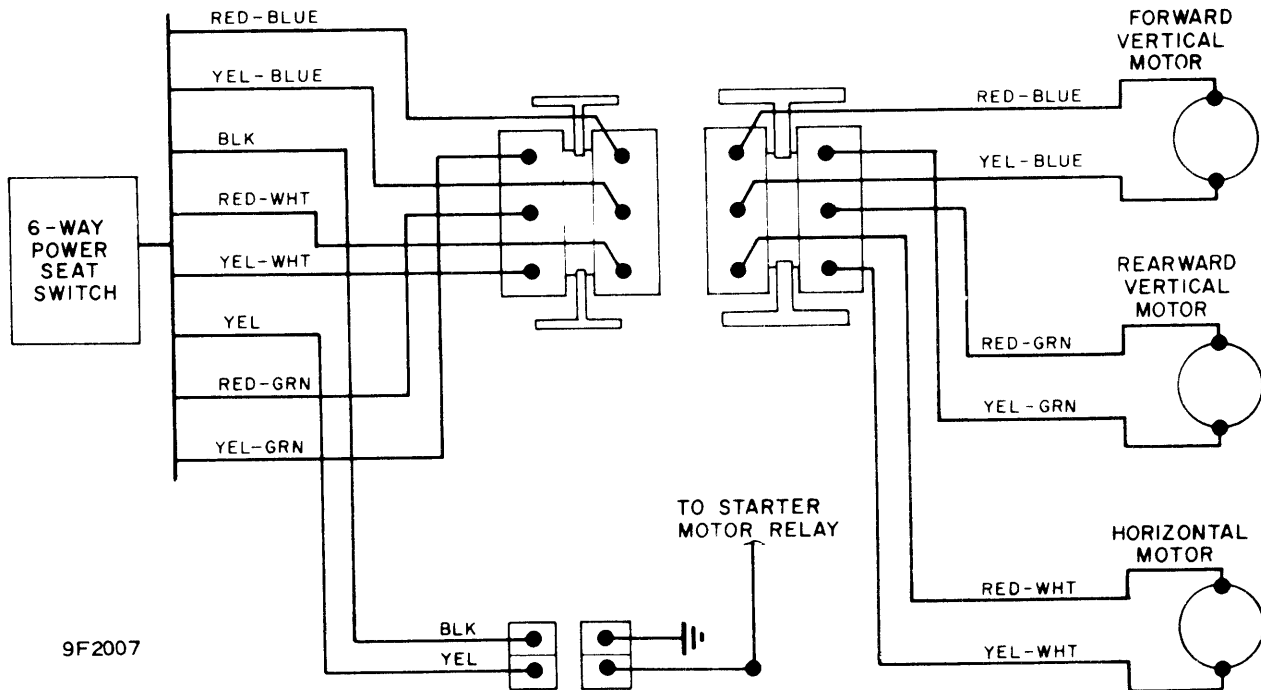 RED-BLUE
YEL-BLUE
BLK
RED-WHT
YEL-WHT
YEL
RED-GRN
YEL-GRN
6-WAY
POWER
SEAT
SWITCH
FORWARD
VERTICAL
MOTOR
RED-BLUE
YEL-BLUE
REARWARD
VERTICAL
MOTOR
RED-GRN
YEL-GRN
TO STARTER
MOTOR RELAY
HORIZONTAL
MOTOR
RED-WHT
YEL-WHT
BLK
YEL
9F2007